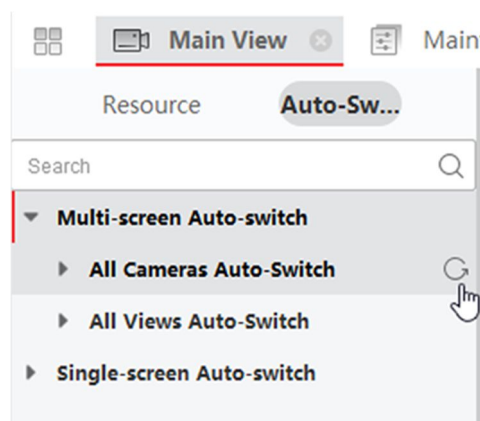 Main View
Main
Resource
Auto-Sw...
Search
Multi-screen Auto-switch
All Cameras Auto-Switch
All Views Auto-Switch
Single-screen Auto-switch